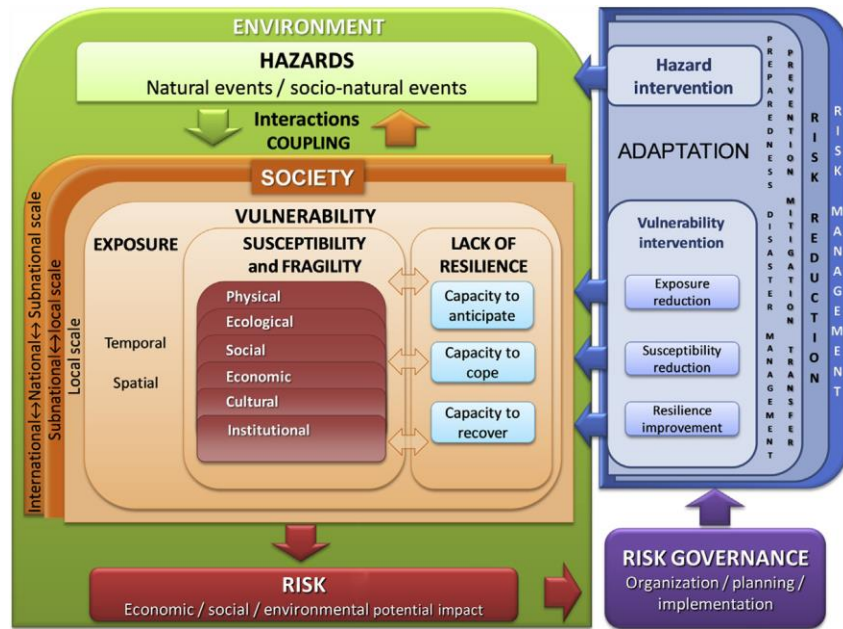 ENVIRONMENT
HAZARDS
Natural events / socio-natural events
Interactions
COUPLING
SOCIETY
International↔National↔Subnational scale
Subnational↔local scale
Local scale
VULNERABILITY
EXPOSURE
Temporal
Spatial
SUSCEPTIBILITY
and FRAGILITY
Physical
Ecological
Social
Economic
Cultural
Institutional
LACK OF
RESILIENCE
Capacity to
anticipate
Capacity to
cope
Capacity to
recover
RISK
Economic / social / environmental potential impact
Hazard
intervention
ADAPTATION
Vulnerability
intervention
Exposure
reduction
Susceptibility
reduction
Resilience
improvement
PREPAREDNESS DISASTER MANAGEMENT
PREVENTION MITIGATION TRANSFER
RISK REDUCTION
RISK MANAGEMENT
RISK GOVERNANCE
Organization / planning /
implementation